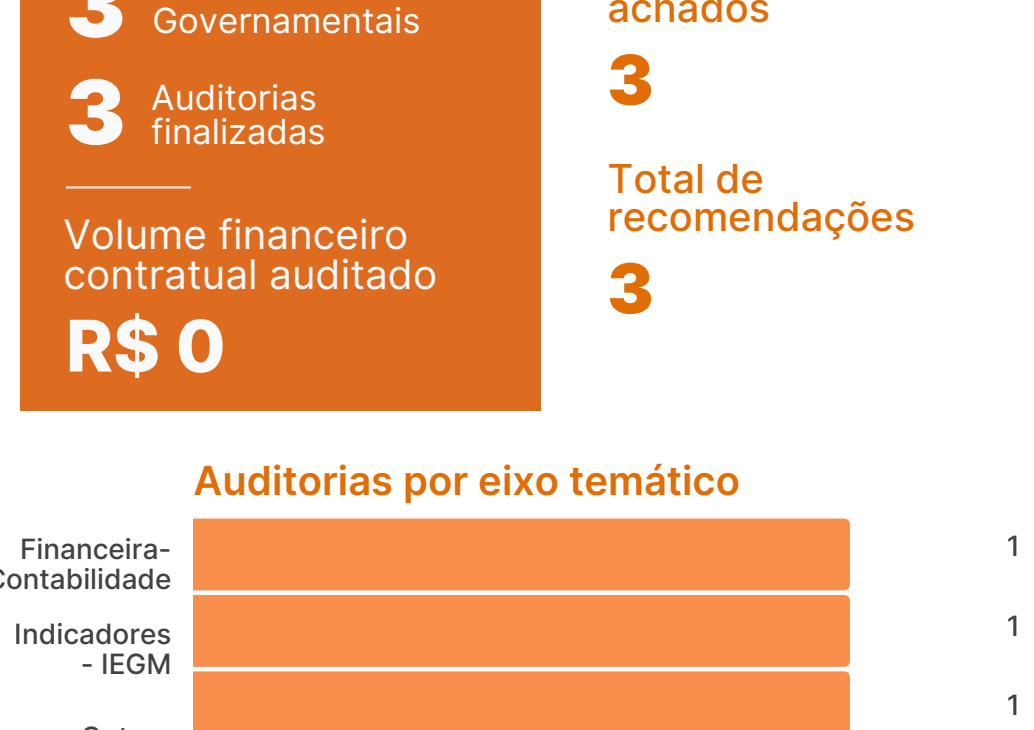 3 Governamentais
3 Auditorias
finalizadas
Volume financeiro
contratual auditado
R$ 0
achados
3
Total de
recomendações
3
Auditorias por eixo temático
Financeira-
Contabilidade
1
Indicadores
- IEGM
1
1